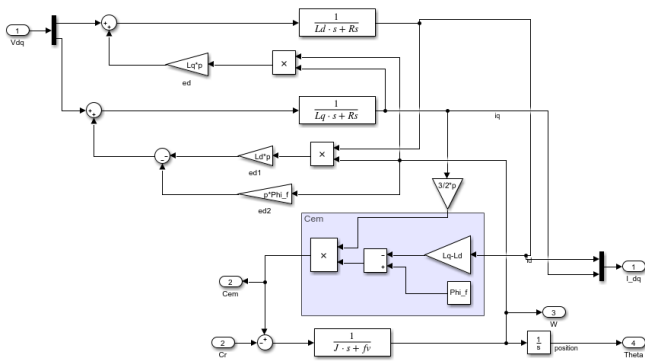 1
Vdq
1
Ld · s + Rs
Lq*p
ed
×
1
Lq · s + Rs
iq
Ld*p
ed1
×
p*Phi_f
ed2
3/2*p
Cem
×
Lq-Ld
Phi_f
id
1
I_dq
2
Cem
3
W
2
Cr
1
J · s + fv
1
s
position
4
Theta